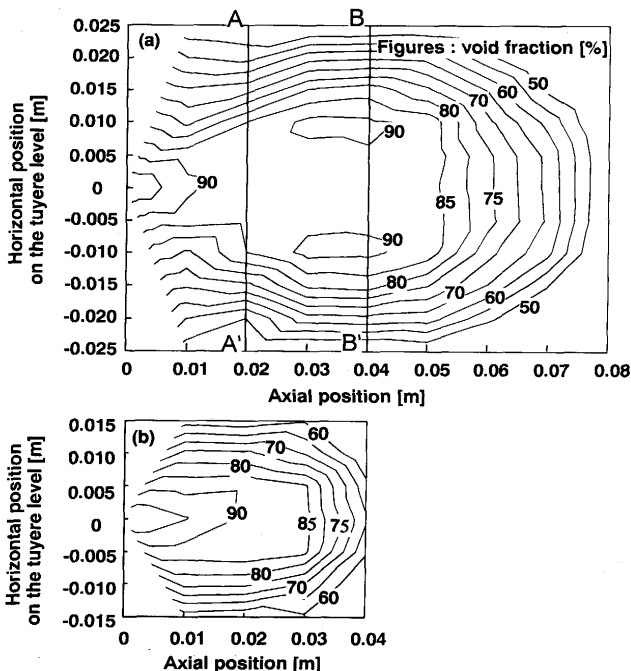 A B
(a) Figures : void fraction [%]
0.025
0.020
0.015
0.010
0.005
0
-0.005
-0.010
-0.015
-0.020
-0.025
Horizontal position
on the tuyere level [m]
50
60
70
80
90
90
85 75
90
80
70 60 50
A' B'
0 0.01 0.02 0.03 0.04 0.05 0.06 0.07 0.08
Axial position [m]
(b)
0.015
0.010
0.005
0
-0.005
-0.010
-0.015
Horizontal position
on the tuyere level [m]
60
70
80
90 85 75
80
70
60
0 0.01 0.02 0.03 0.04
Axial position [m]